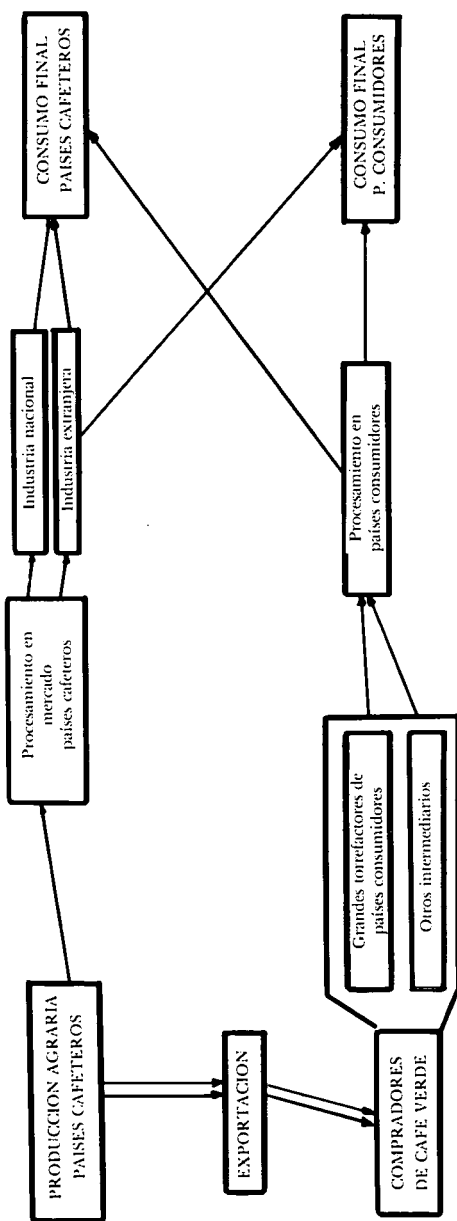 PRODUCCION AGRARIA
PAISES CAFETEROS
Procesamiento en
mercado
países cafeteros
Industria nacional
Industria extranjera
CONSUMO FINAL
PAISES CAFETEROS
EXPORTACION
COMPRADORES
DE CAFE VERDE
Grandes torrefactores de
países consumidores
Otros intermediarios
Procesamiento en
países consumidores
CONSUMO FINAL
P. CONSUMIDORES